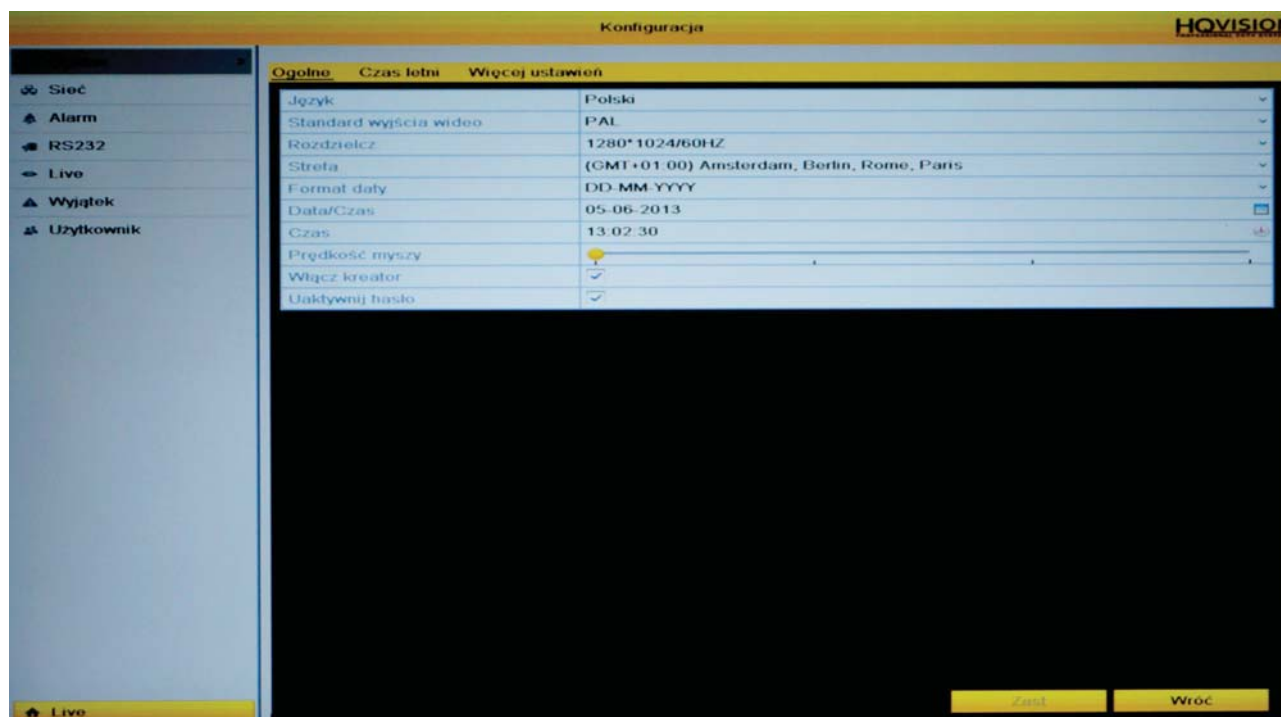 Konfiguracja
HQVISION
Ogolne Czas letni Więcej ustawień
Sieć
Alarm
RS232
Live
Wyjątek
Użytkownik
Język Polski
Standard wyjścia wideo PAL
Rozdzielcz. 1280*1024/60HZ
Strefa (GMT+01:00) Amsterdam, Berlin, Rome, Paris
Format daty DD-MM-YYYY
Data/Czas 05-06-2013
Czas 13:02:30
Prędkość myszy
Włącz kreator
Uaktywnij hasło
Live
Zast.
Wróć